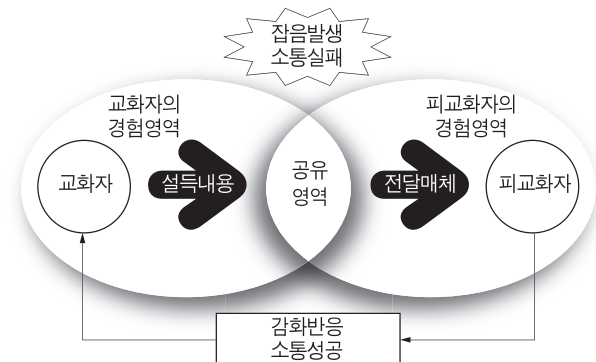 잡음발생
소통실패
교화자의
경험영역
피교화자의
경험영역
교화자
설득내용
공유
영역
전달매체
피교화자
감화반응
소통성공